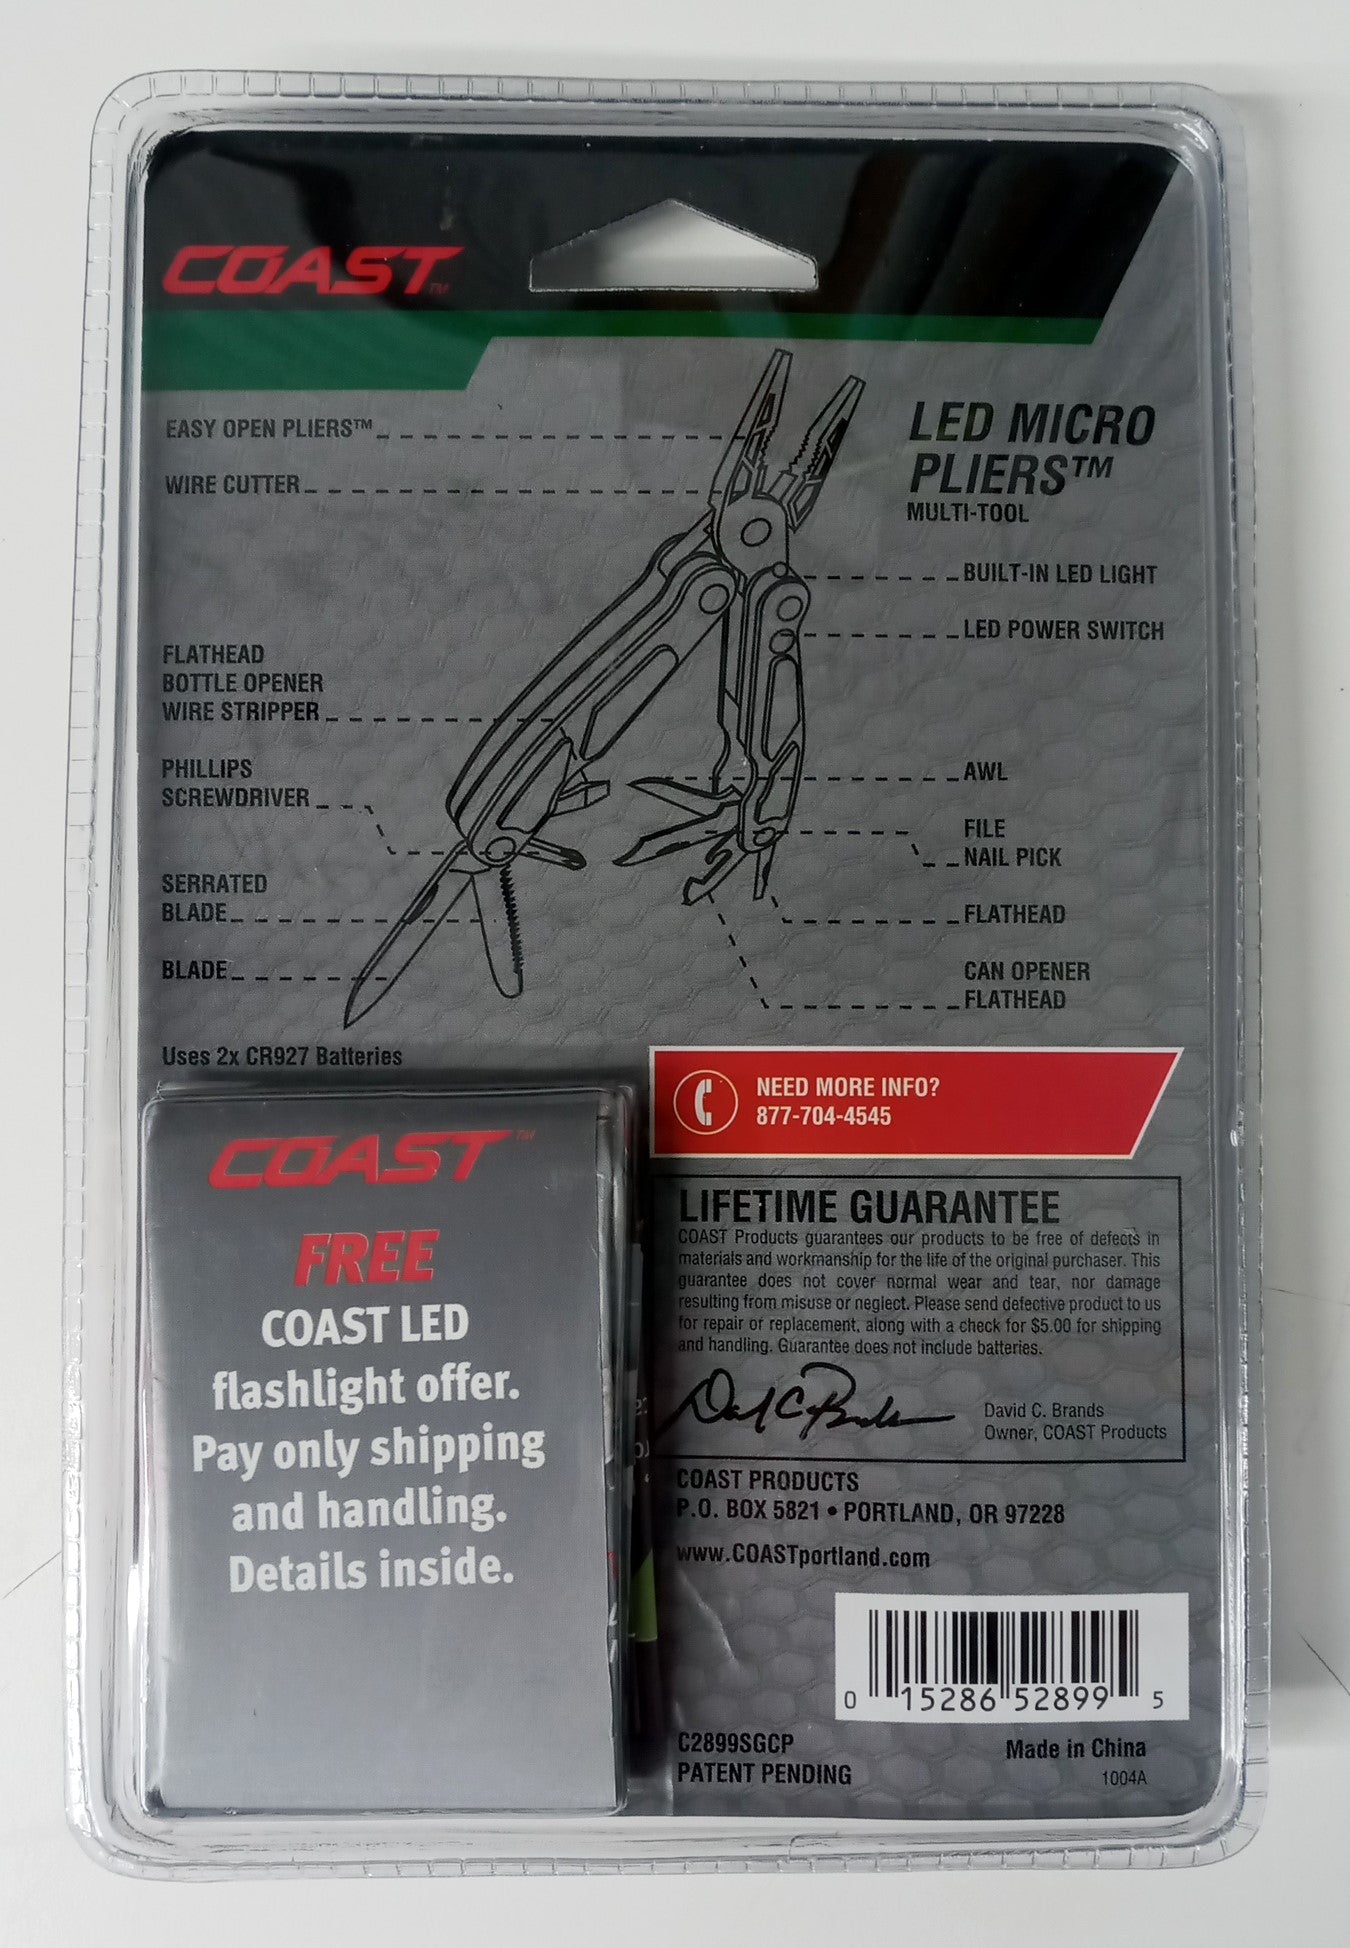 COAST™
EASY OPEN PLIERS™
WIRE CUTTER
LED MICRO
PLIERS™
MULTI-TOOL
BUILT-IN LED LIGHT
LED POWER SWITCH
FLATHEAD
BOTTLE OPENER
WIRE STRIPPER
PHILLIPS
SCREWDRIVER
SERRATED
BLADE
BLADE
AWL
FILE
NAIL PICK
FLATHEAD
CAN OPENER
FLATHEAD
Uses 2x CR927 Batteries
NEED MORE INFO?
877-704-4545
COAST™
FREE
COAST LED
flashlight offer.
Pay only shipping
and handling.
Details inside.
LIFETIME GUARANTEE
COAST Products guarantees our products to be free of defects in
materials and workmanship for the life of the original purchaser. This
guarantee does not cover normal wear and tear, nor damage
resulting from misuse or neglect. Please send defective product to us
for repair or replacement, along with a check for $5.00 for shipping
and handling. Guarantee does not include batteries.
David C. Brands
David C. Brands
Owner, COAST Products
COAST PRODUCTS
P.O. BOX 5821 • PORTLAND, OR 97228
www.COASTportland.com
0 15286 52899 5
C2899SGCP
PATENT PENDING
Made in China
1004A